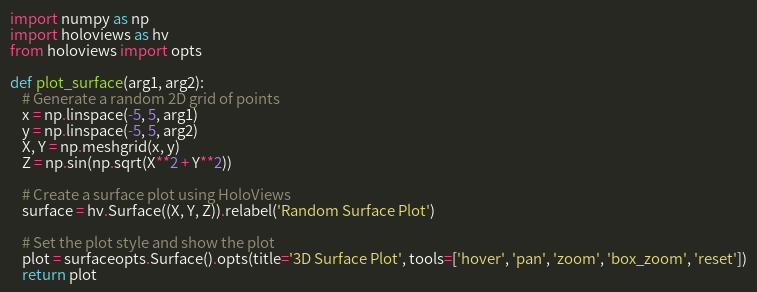 import numpy as np
import holoviews as hv
from holoviews import opts
def plot_surface(arg1, arg2):
# Generate a random 2D grid of points
x = np.linspace(-5, 5, arg1)
y = np.linspace(-5, 5, arg2)
X, Y = np.meshgrid(x, y)
Z = np.sin(np.sqrt(X**2 + Y**2))
# Create a surface plot using HoloViews
surface = hv.Surface((X, Y, Z)).relabel('Random Surface Plot')
# Set the plot style and show the plot
plot = surfaceopts.Surface().opts(title='3D Surface Plot', tools=['hover', 'pan', 'zoom', 'box_zoom', 'reset'])
return plot